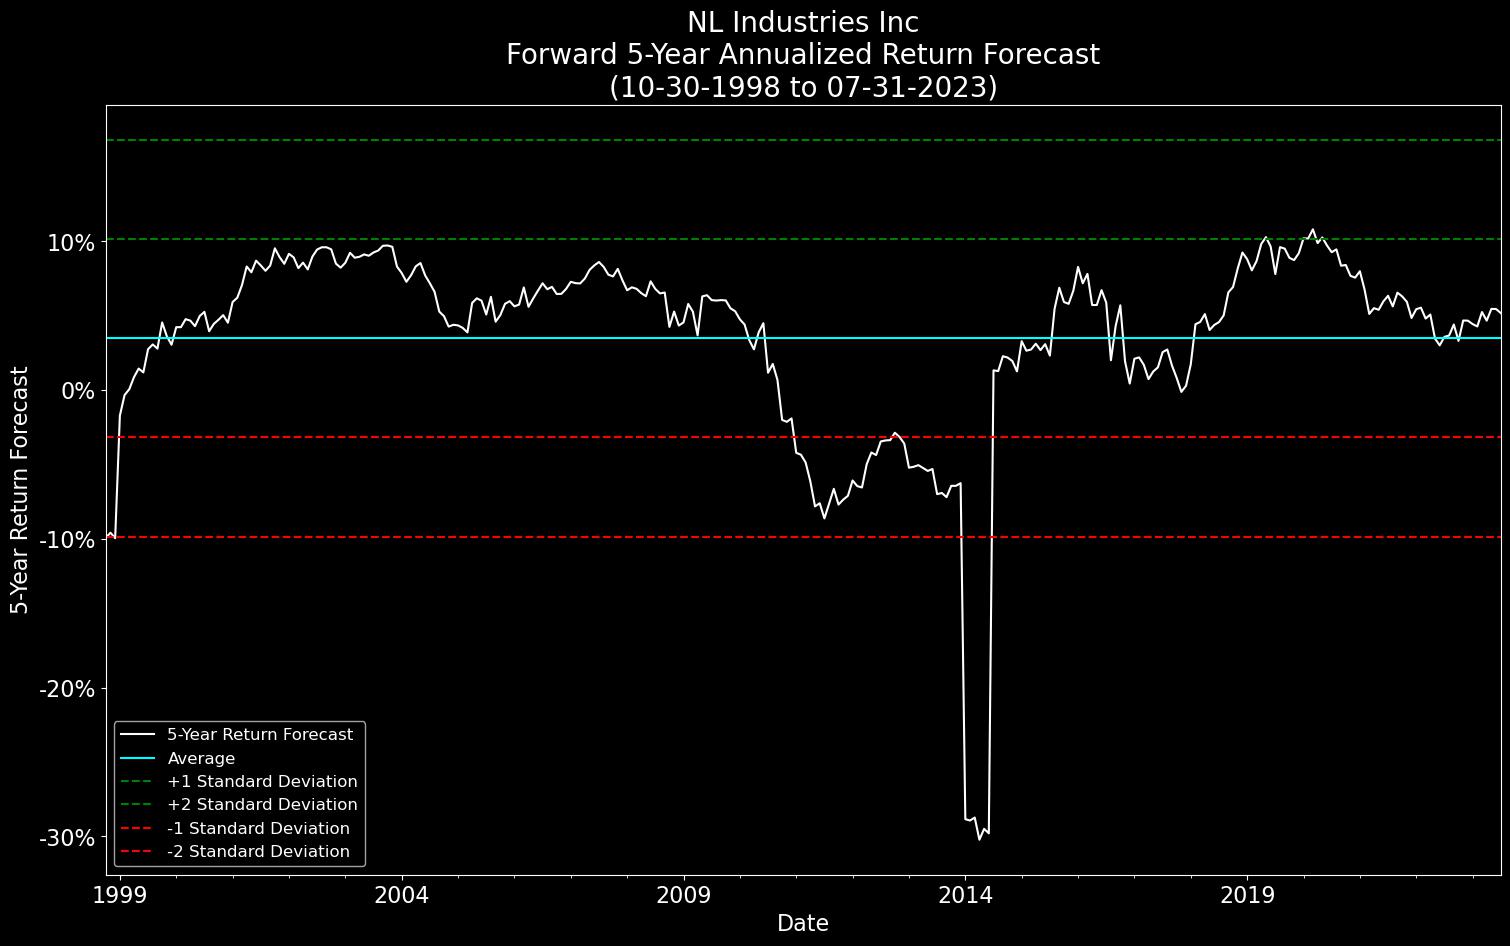 NL Industries Inc
Forward 5-Year Annualized Return Forecast
(10-30-1998 to 07-31-2023)
5-Year Return Forecast
10%
0%
-10%
-20%
-30%
5-Year Return Forecast
Average
+1 Standard Deviation
+2 Standard Deviation
-1 Standard Deviation
-2 Standard Deviation
1999 2004 2009 2014 2019
Date